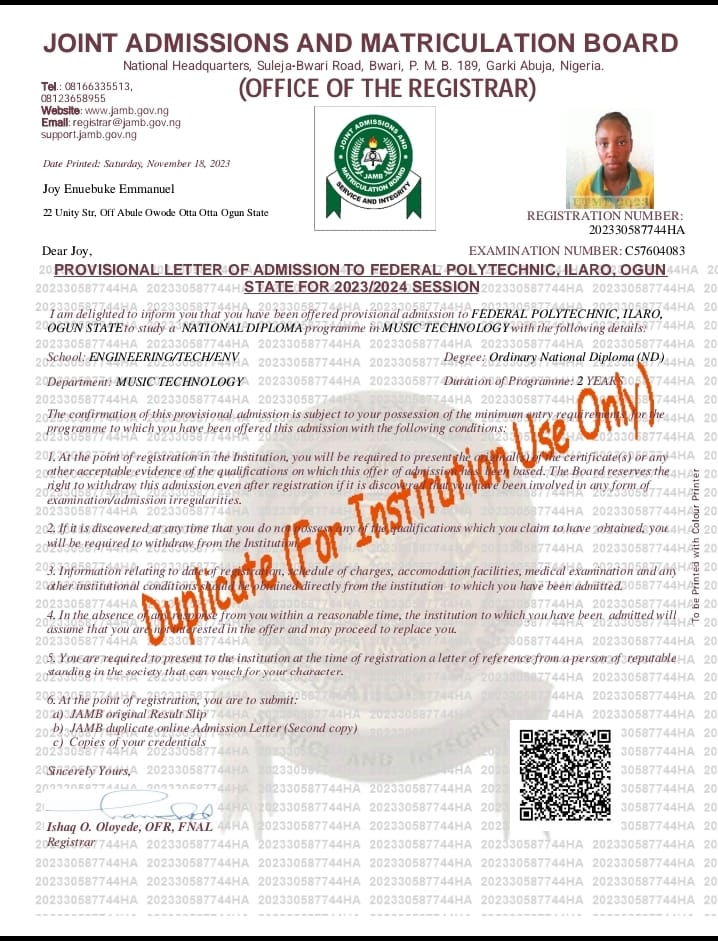 JOINT ADMISSIONS AND MATRICULATION BOARD
National Headquarters, Suleja-Bwari Road, Bwari, P. M. B. 189, Garki Abuja, Nigeria.
(OFFICE OF THE REGISTRAR)
Tel.: 08166335513,
08123658955
Website: www.jamb.gov.ng
Email: registrar@jamb.gov.ng
support.jamb.gov.ng
JOINT ADMISSIONS AND
MATRICULATION BOARD
JAMB
SERVICE AND INTEGRITY
UTME 2023
Date Printed: Saturday, November 18, 2023
Joy Enuebuke Emmanuel
22 Unity Str, Off Abule Owode Otta Otta Ogun State
REGISTRATION NUMBER:
202330587744HA
Dear Joy,
EXAMINATION NUMBER: C57604083
PROVISIONAL LETTER OF ADMISSION TO FEDERAL POLYTECHNIC, ILARO, OGUN
STATE FOR 2023/2024 SESSION
I am delighted to inform you that you have been offered provisional admission to FEDERAL POLYTECHNIC, ILARO,
OGUN STATE to study a NATIONAL DIPLOMA programme in MUSIC TECHNOLOGY with the following details:
School: ENGINEERING/TECH/ENV
Degree: Ordinary National Diploma (ND)
Department: MUSIC TECHNOLOGY
Duration of Programme: 2 YEARS
The confirmation of this provisional admission is subject to your possession of the minimum entry requirements for the
programme to which you have been offered this admission with the following conditions:
1. At the point of registration in the Institution, you will be required to present the original(s) of the certificate(s) or any
other acceptable evidence of the qualifications on which this offer of admission has been based. The Board reserves the
right to withdraw this admission even after registration if it is discovered that you have been involved in any form of
examination/admission irregularities.
2. If it is discovered at any time that you do not possess any of the qualifications which you claim to have obtained, you
will be required to withdraw from the Institution.
3. Information relating to date of registration, schedule of charges, accomodation facilities, medical examination and any
other institutional conditions should be obtained directly from the institution to which you have been admitted.
4. In the absence of any response from you within a reasonable time, the institution to which you have been admitted will
assume that you are not interested in the offer and may proceed to replace you.
5. You are required to present to the institution at the time of registration a letter of reference from a person of reputable
standing in the society that can vouch for your character.
6. At the point of registration, you are to submit:
a) JAMB original Result Slip
b) JAMB duplicate online Admission Letter (Second copy)
c) Copies of your credentials
Sincerely Yours,
Ishaq O. Oloyede, OFR, FNAL
Registrar
Duplicate (For Institution Use Only)
To be Printed with Colour Printer